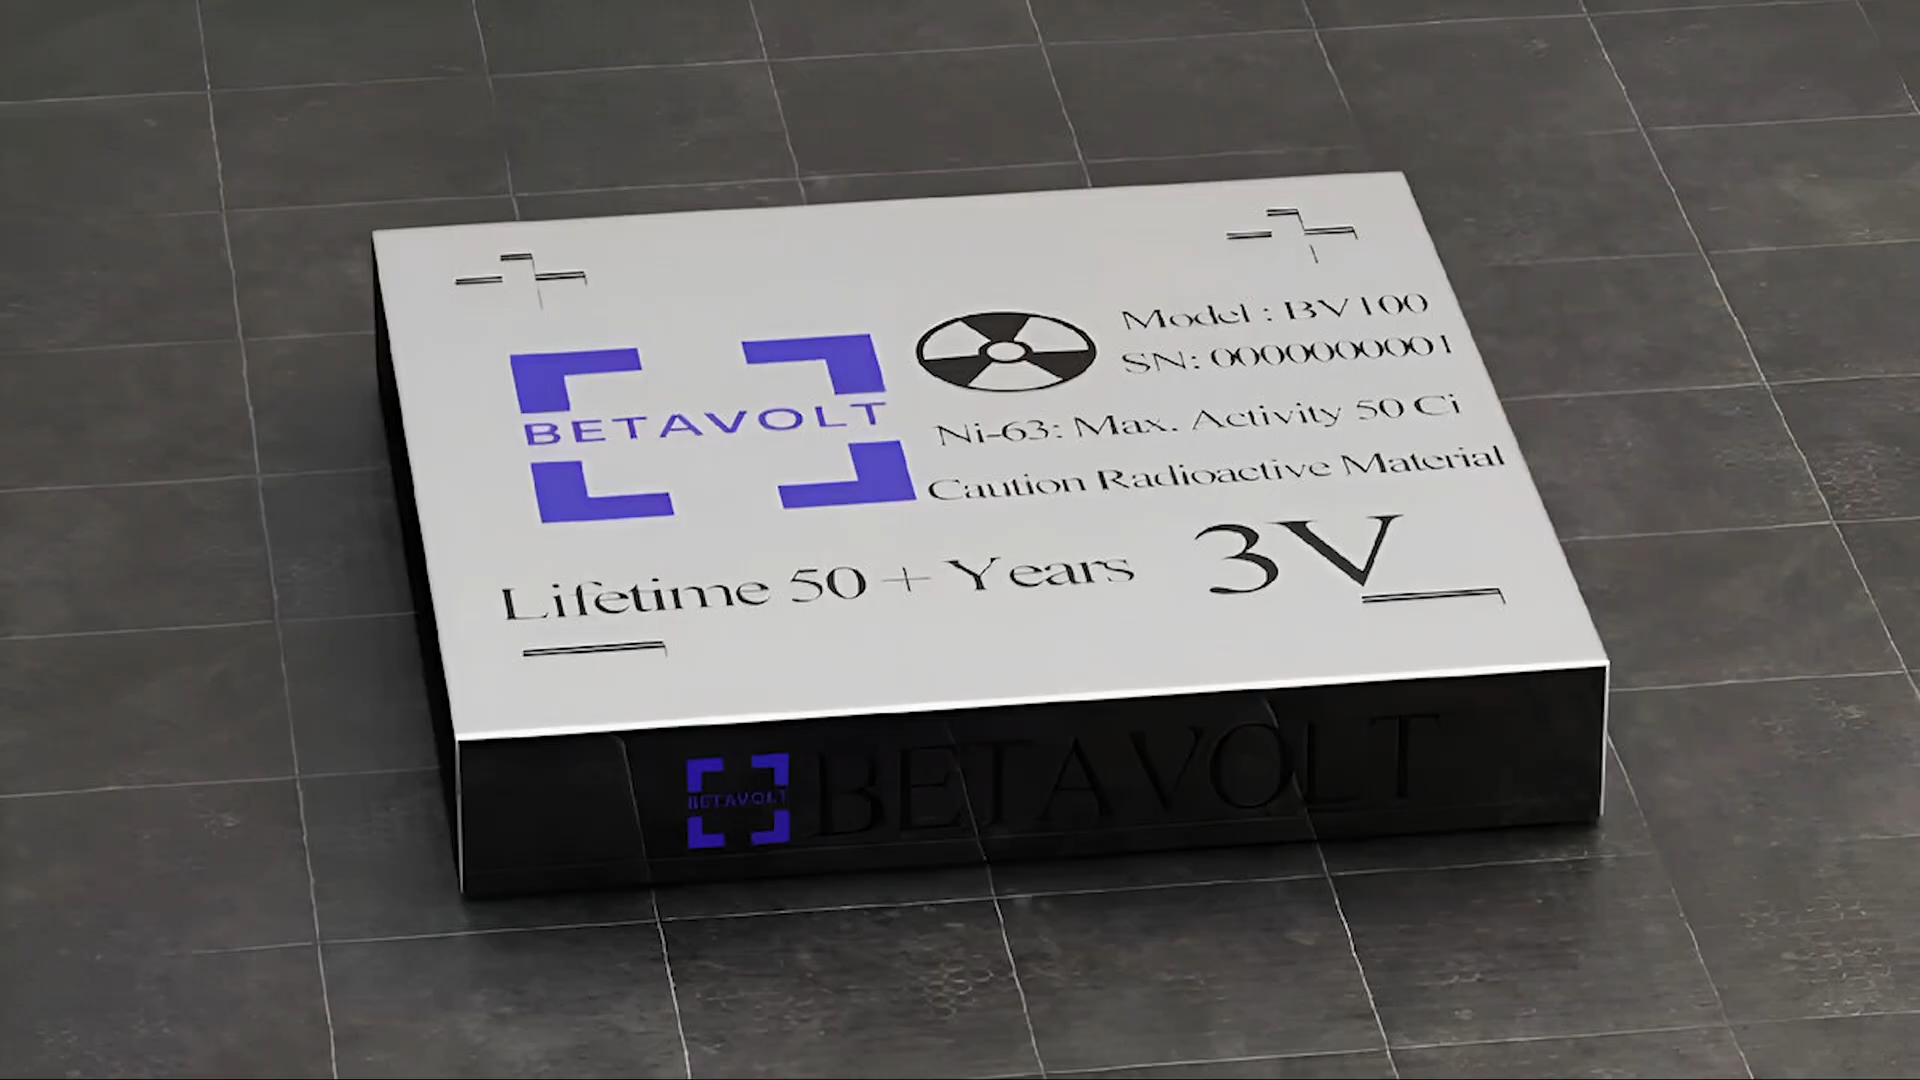 BETAVOLT
Model : BV100
SN: 0000000001
Ni-63: Max. Activity 50 Ci
Caution Radioactive Material
Lifetime 50 + Years
3V
BETAVOLT
BETAVOLT